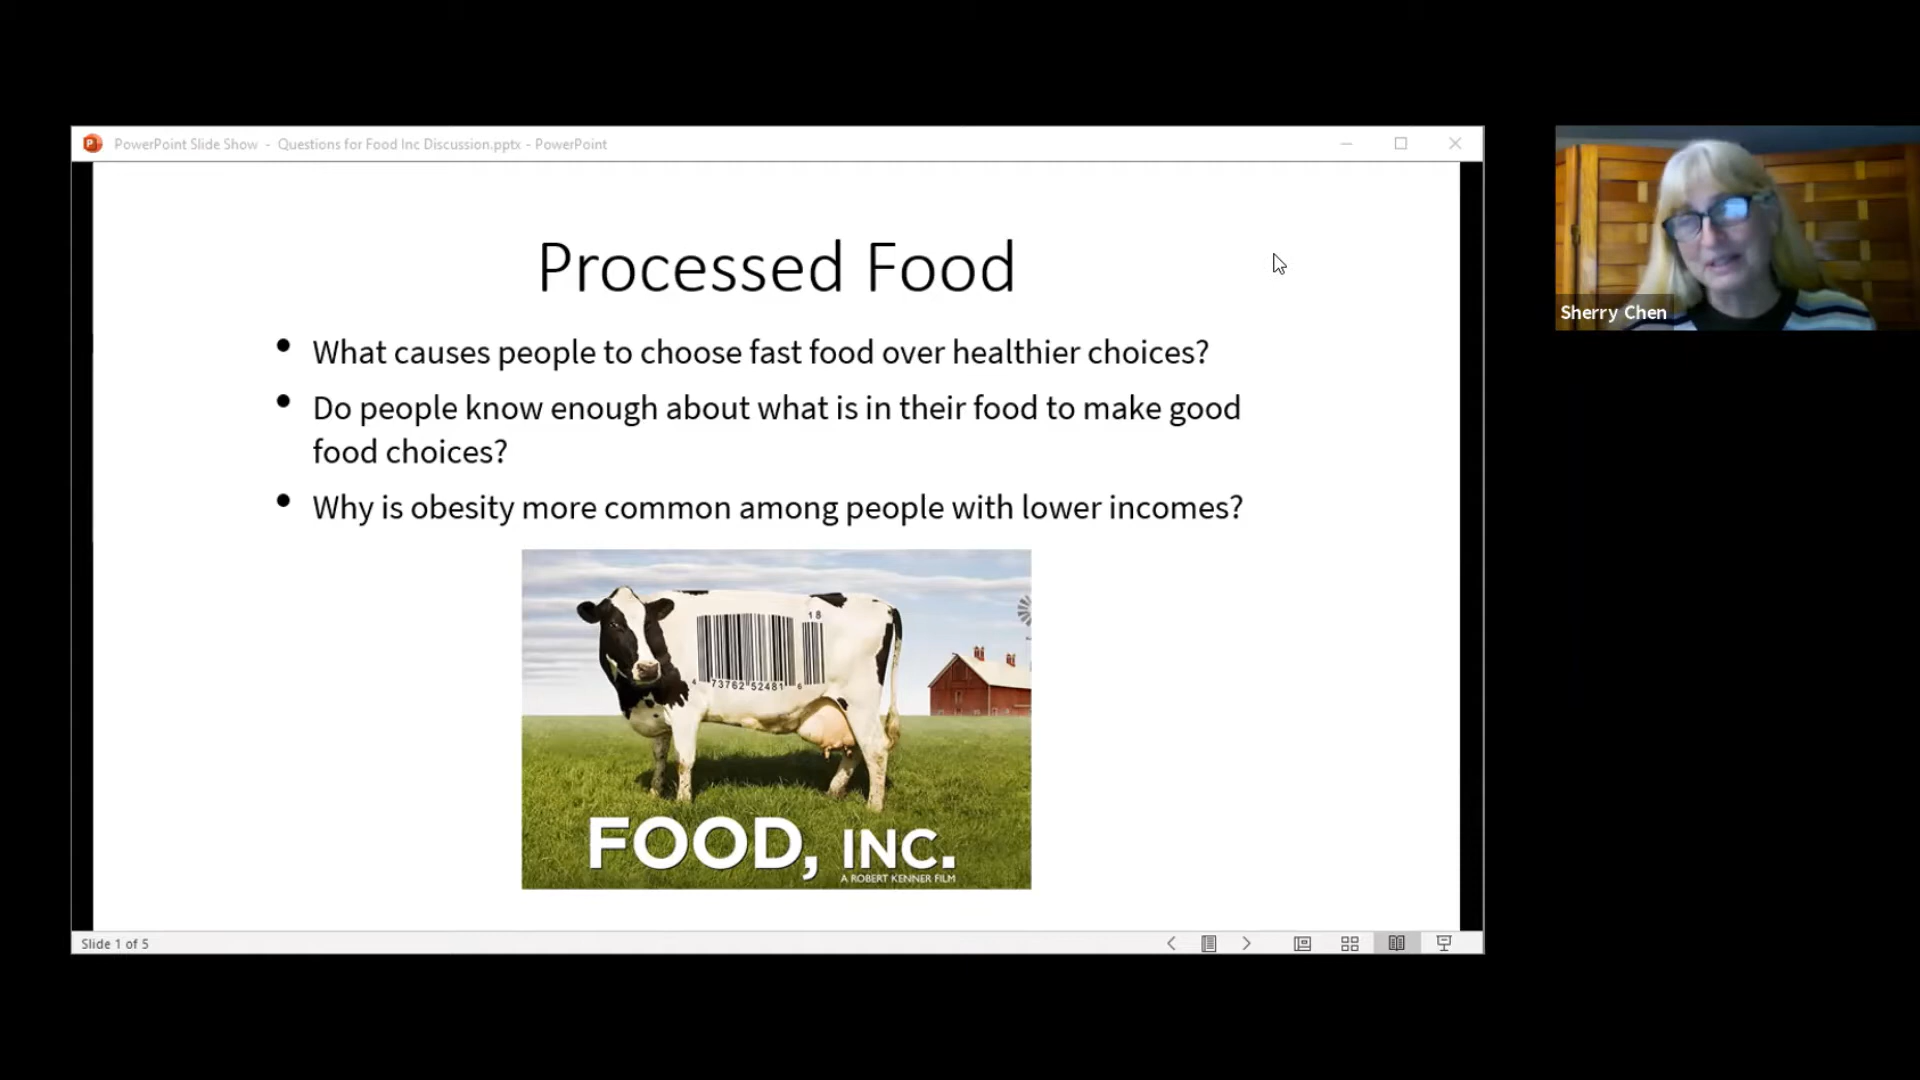 PowerPoint Slide Show - Questions for Food Inc Discussion.pptx - PowerPoint
Processed Food
• What causes people to choose fast food over healthier choices?
• Do people know enough about what is in their food to make good
food choices?
• Why is obesity more common among people with lower incomes?
18
4 73762 52481 6
FOOD, INC.
A ROBERT KENNER FILM
Slide 1 of 5
Sherry Chen